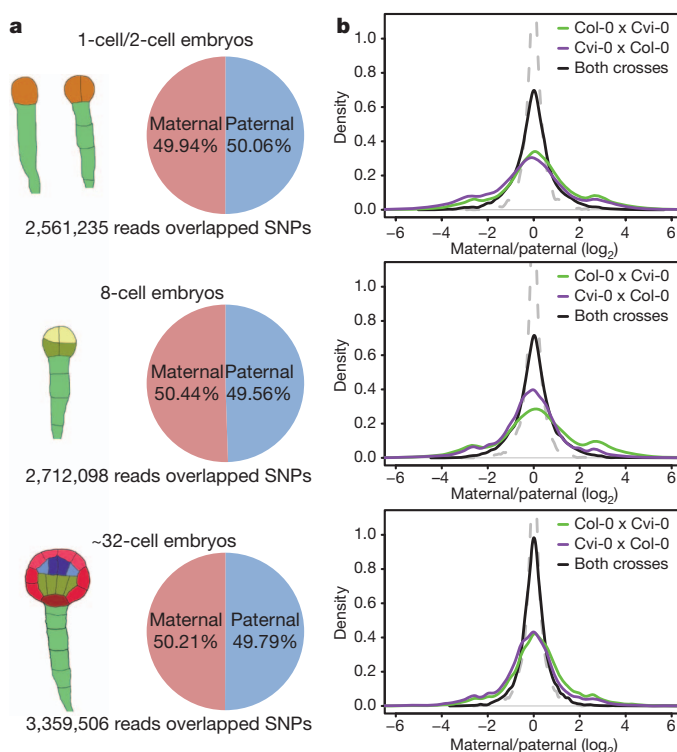 a
1-cell/2-cell embryos
Maternal Paternal
49.94% 50.06%
2,561,235 reads overlapped SNPs
8-cell embryos
Maternal Paternal
50.44% 49.56%
2,712,098 reads overlapped SNPs
~32-cell embryos
Maternal Paternal
50.21% 49.79%
3,359,506 reads overlapped SNPs
b
Col-0 x Cvi-0
Cvi-0 x Col-0
Both crosses
Density
1.0
0.8
0.6
0.4
0.2
0.0
−6 −4 −2 0 2 4 6
Maternal/paternal (log2)
Col-0 x Cvi-0
Cvi-0 x Col-0
Both crosses
Density
1.0
0.8
0.6
0.4
0.2
0.0
−6 −4 −2 0 2 4 6
Maternal/paternal (log2)
Col-0 x Cvi-0
Cvi-0 x Col-0
Both crosses
Density
1.0
0.8
0.6
0.4
0.2
0.0
−6 −4 −2 0 2 4 6
Maternal/paternal (log2)